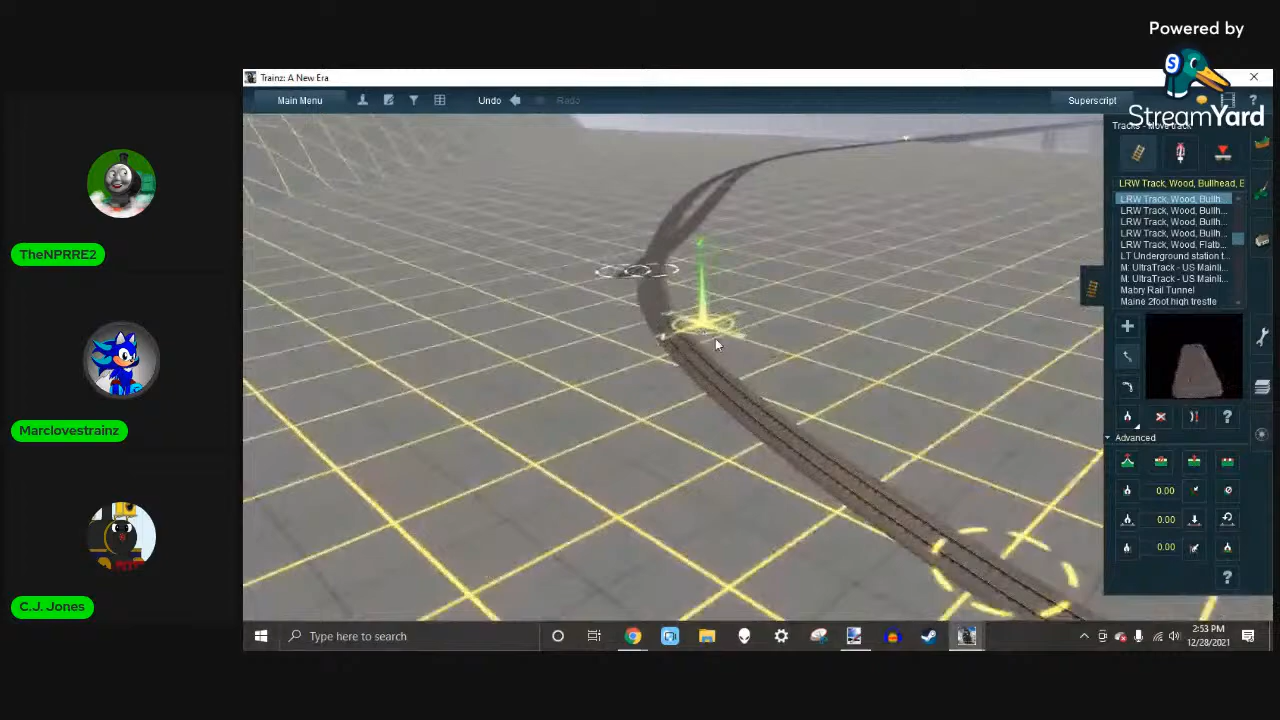 Powered by
StreamYard
Trainz: A New Era
Main Menu
Undo
Redo
Superscript
Tracks - Move track
LRW Track, Wood, Bullhead, B
LRW Track, Wood, Bullh...
LRW Track, Wood, Bullh...
LRW Track, Wood, Bullh...
LRW Track, Wood, Bullh...
LRW Track, Wood, Flatb...
LT Underground station t...
M: UltraTrack - US Mainli...
M: UltraTrack - US Mainli...
Mabry Rail Tunnel
Maine 2foot high trestle
Advanced
0.00
0.00
0.00
TheNPRRE2
Marclovestrainz
C.J. Jones
Type here to search
2:53 PM
12/28/2021